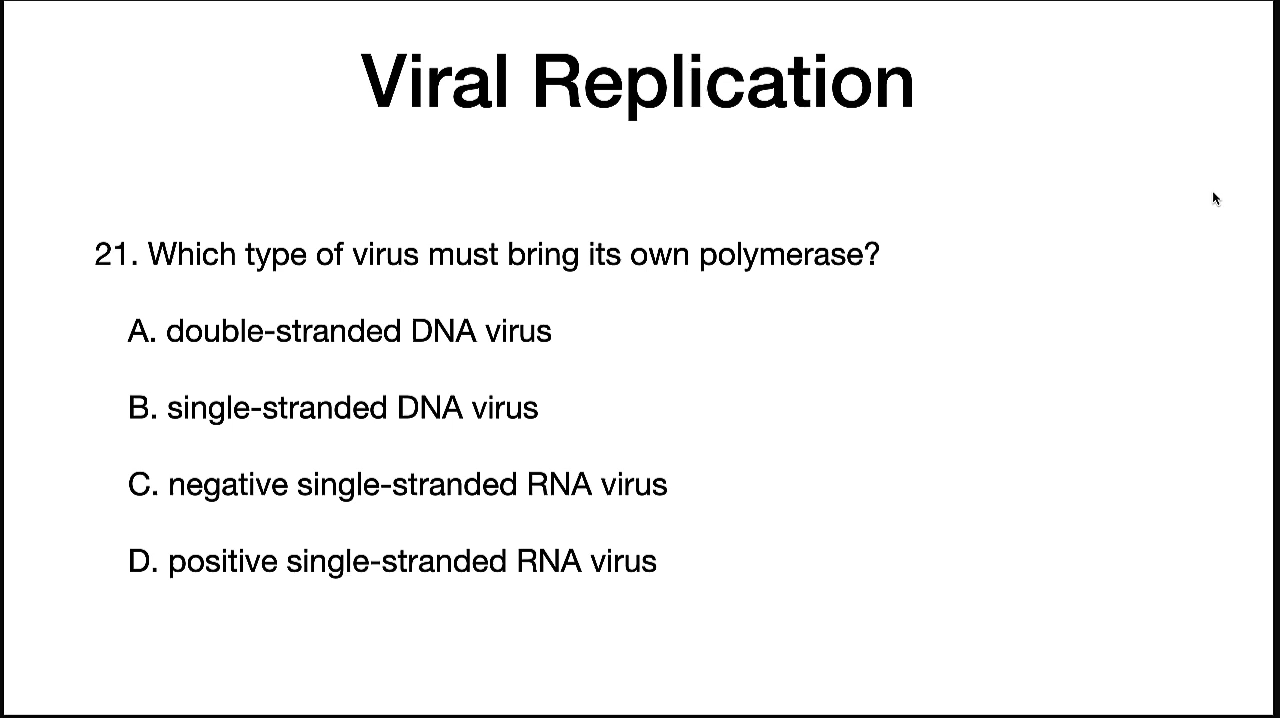 Viral Replication
21. Which type of virus must bring its own polymerase?
A. double-stranded DNA virus
B. single-stranded DNA virus
C. negative single-stranded RNA virus
D. positive single-stranded RNA virus